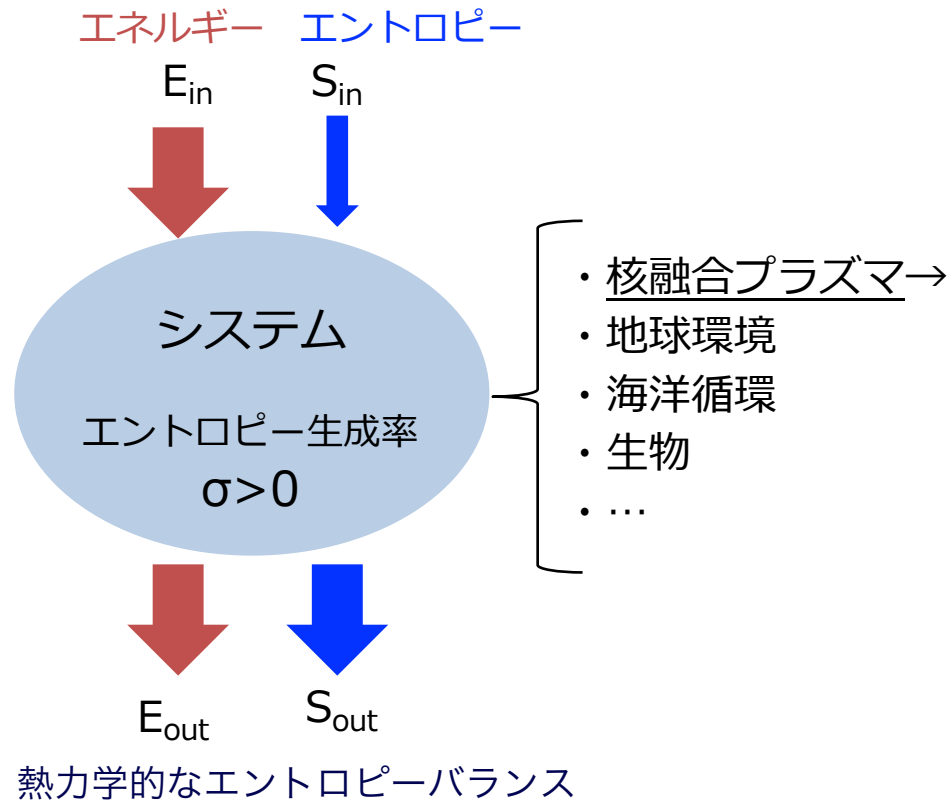 エネルギー エントロピー
E_in S_in
システム
エントロピー生成率
σ>0
・核融合プラズマ→
・地球環境
・海洋循環
・生物
・…
E_out S_out
熱力学的なエントロピーバランス